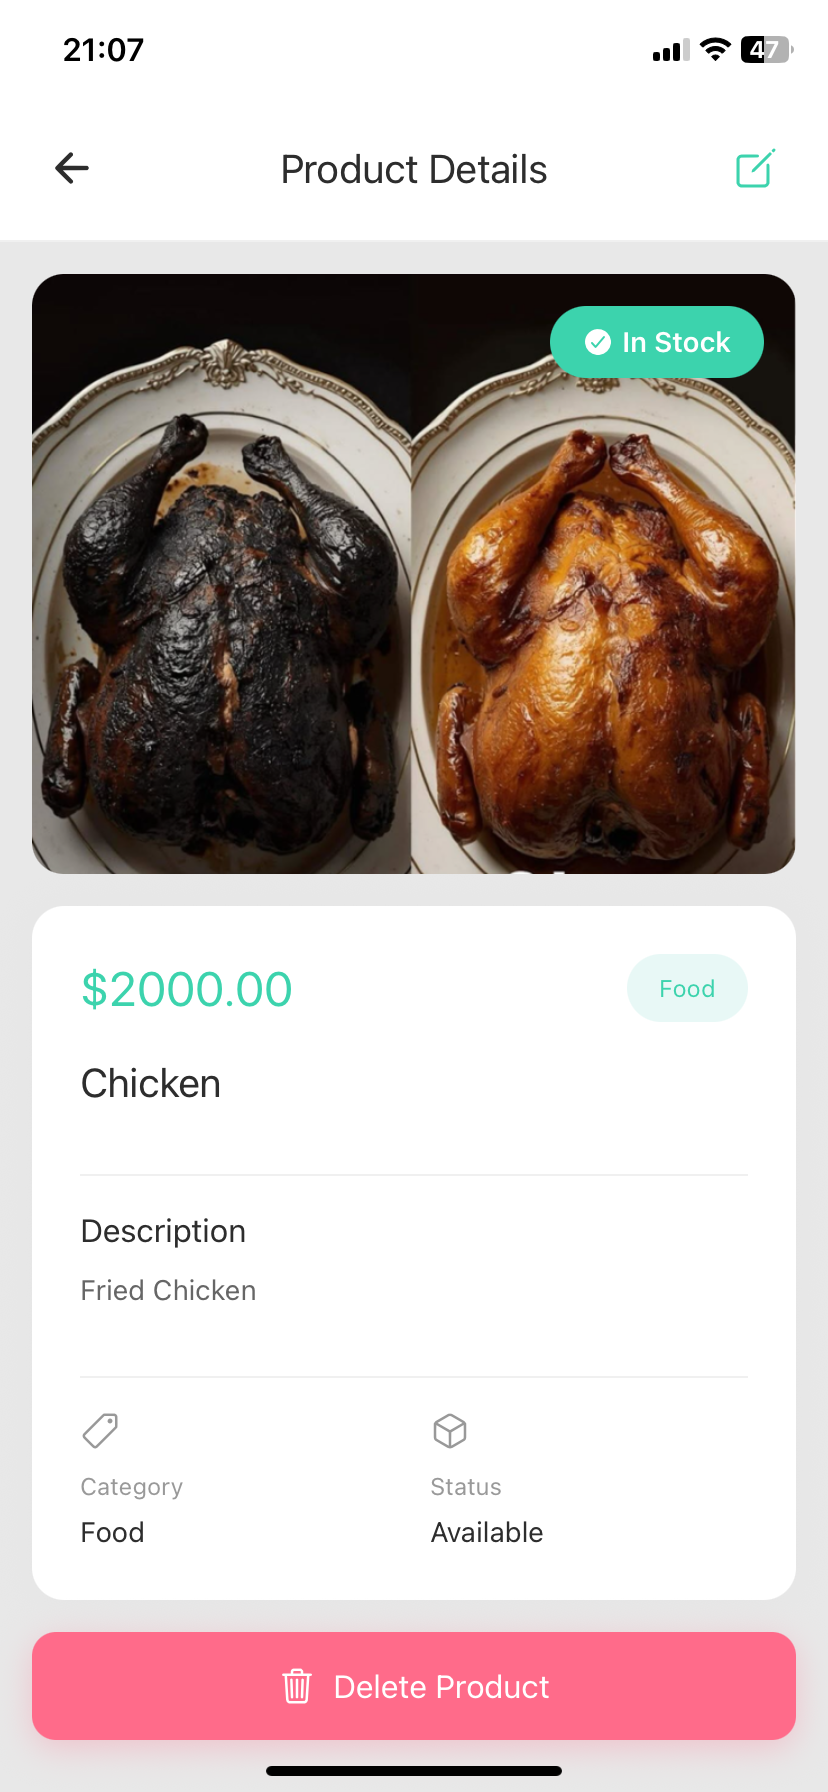 21:07
47
Product Details
In Stock
$2000.00
Food
Chicken
Description
Fried Chicken
Category
Status
Food
Available
Delete Product